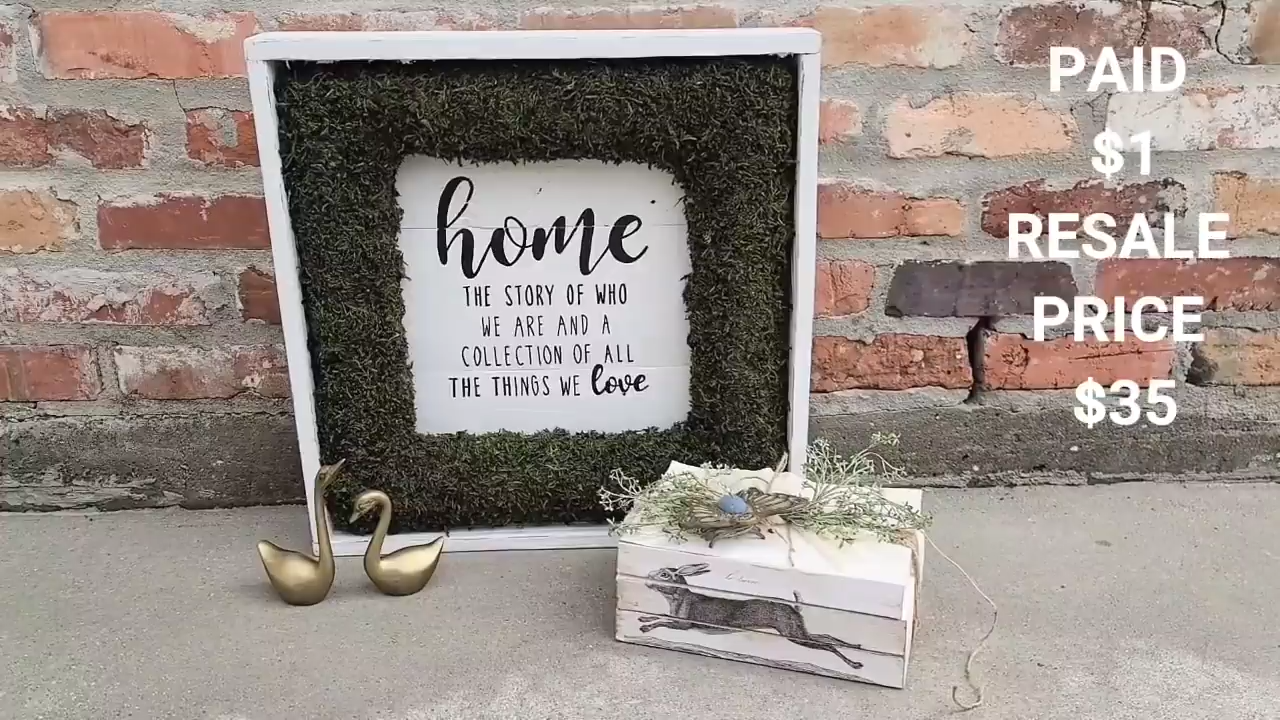 home
THE STORY OF WHO
WE ARE AND A
COLLECTION OF ALL
THE THINGS WE love
PAID
$1
RESALE
PRICE
$35